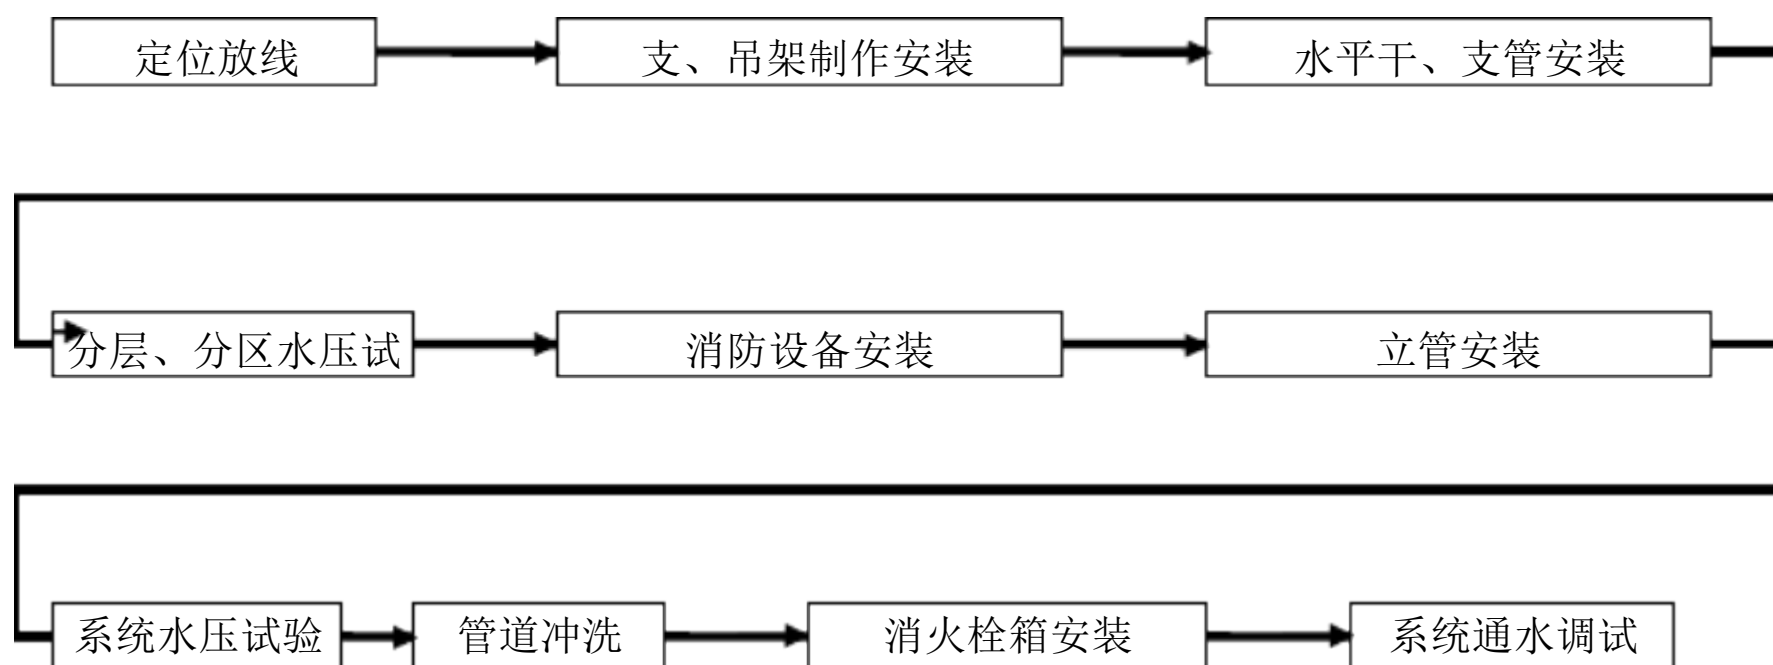 定位放线
支、吊架制作安装
水平干、支管安装
分层、分区水压试
消防设备安装
立管安装
系统水压试验
管道冲洗
消火栓箱安装
系统通水调试